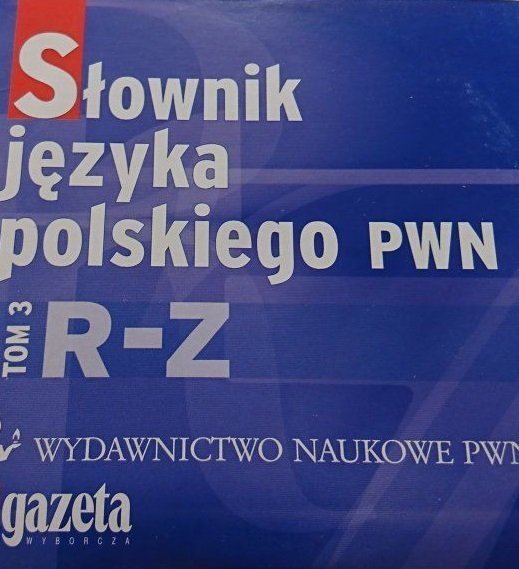 Słownik
języka
polskiego PWN
TOM 3
R-Z
WYDAWNICTWO NAUKOWE PWN
gazeta
WYBORCZA